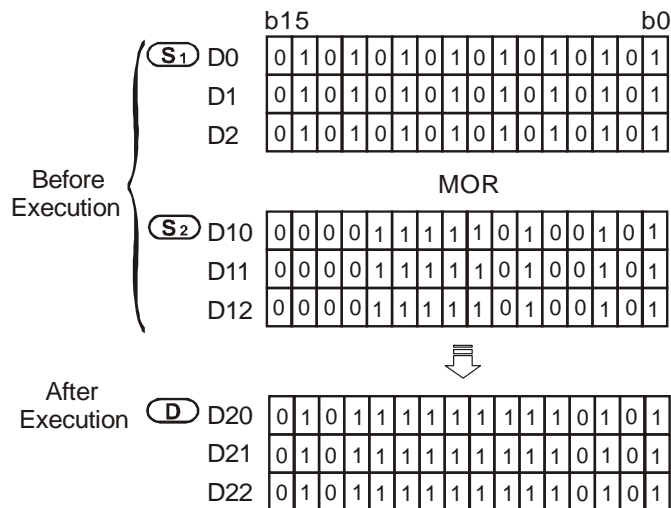 b15 b0
S1 D0 0 1 0 1 0 1 0 1 0 1 0 1 0 1 0 1
D1 0 1 0 1 0 1 0 1 0 1 0 1 0 1 0 1
D2 0 1 0 1 0 1 0 1 0 1 0 1 0 1 0 1
Before
Execution
MOR
S2 D10 0 0 0 0 1 1 1 1 1 0 1 0 0 1 0 1
D11 0 0 0 0 1 1 1 1 1 0 1 0 0 1 0 1
D12 0 0 0 0 1 1 1 1 1 0 1 0 0 1 0 1
After
Execution
D D20 0 1 0 1 1 1 1 1 1 1 1 1 0 1 0 1
D21 0 1 0 1 1 1 1 1 1 1 1 1 0 1 0 1
D22 0 1 0 1 1 1 1 1 1 1 1 1 0 1 0 1